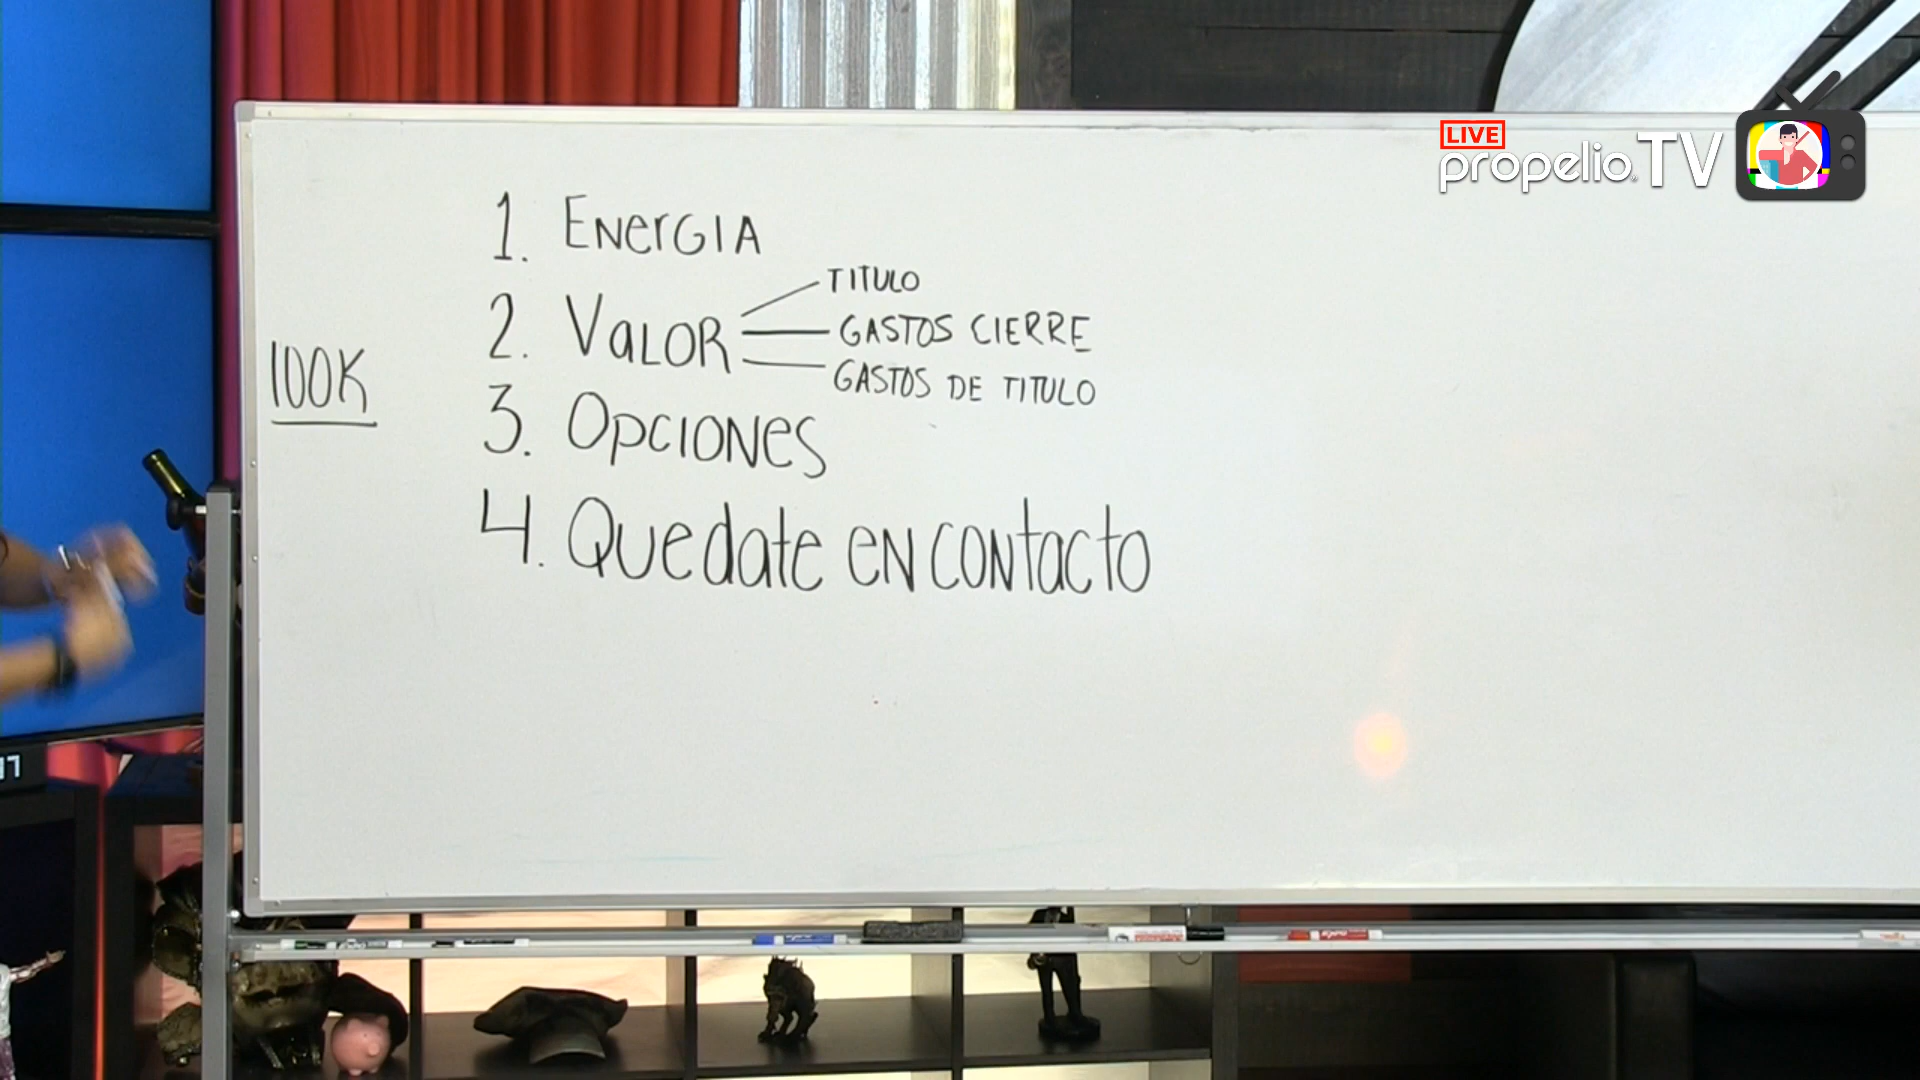 LIVE
propelio.TV
1. ENERGIA
TITULO
2. VALOR
GASTOS CIERRE
GASTOS DE TITULO
100K
3. OPCIONES
4. Quedate en contacto